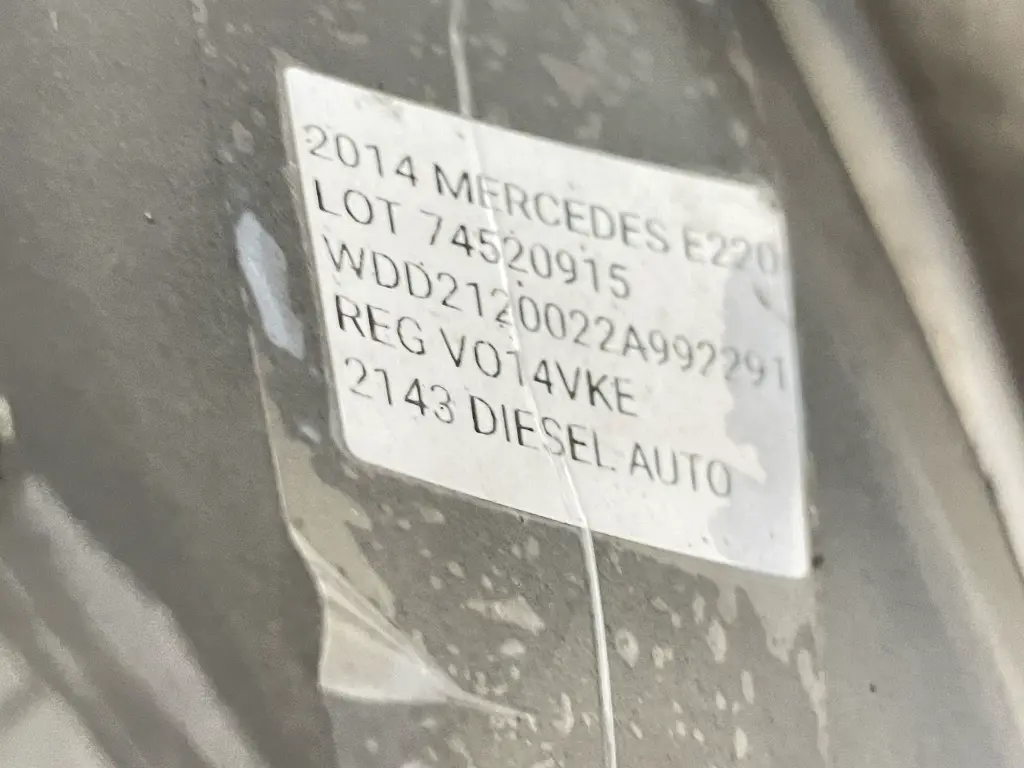 2014 MERCEDES E220
LOT 74520915
WDD2120022A992291
REG VO14VKE
2143 DIESEL AUTO